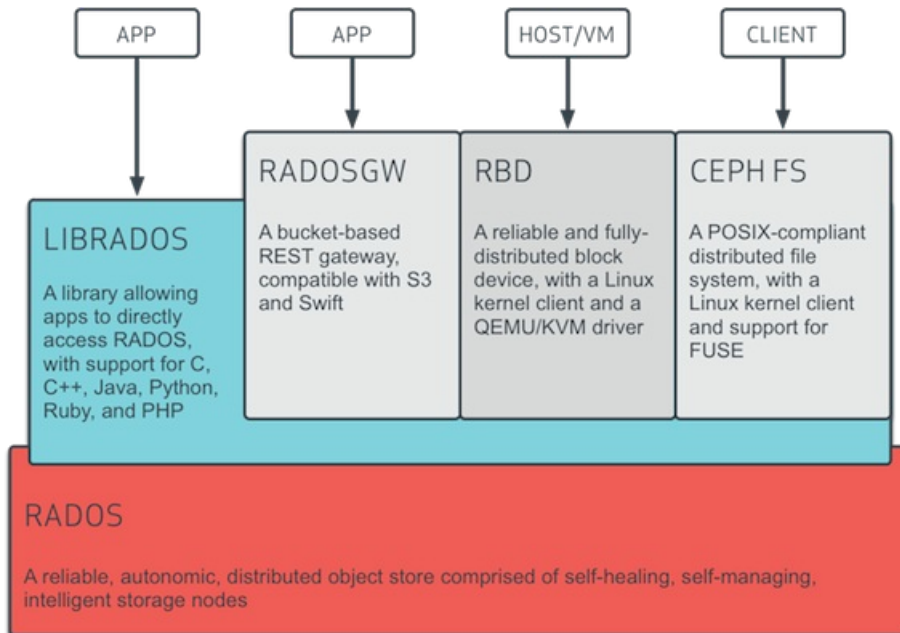 APP
APP
HOST/VM
CLIENT
LIBRADOS
A library allowing
apps to directly
access RADOS,
with support for C,
C++, Java, Python,
Ruby, and PHP
RADOSGW
A bucket-based
REST gateway,
compatible with S3
and Swift
RBD
A reliable and fully-
distributed block
device, with a Linux
kernel client and a
QEMU/KVM driver
CEPH FS
A POSIX-compliant
distributed file
system, with a
Linux kernel client
and support for
FUSE
RADOS
A reliable, autonomic, distributed object store comprised of self-healing, self-managing,
intelligent storage nodes